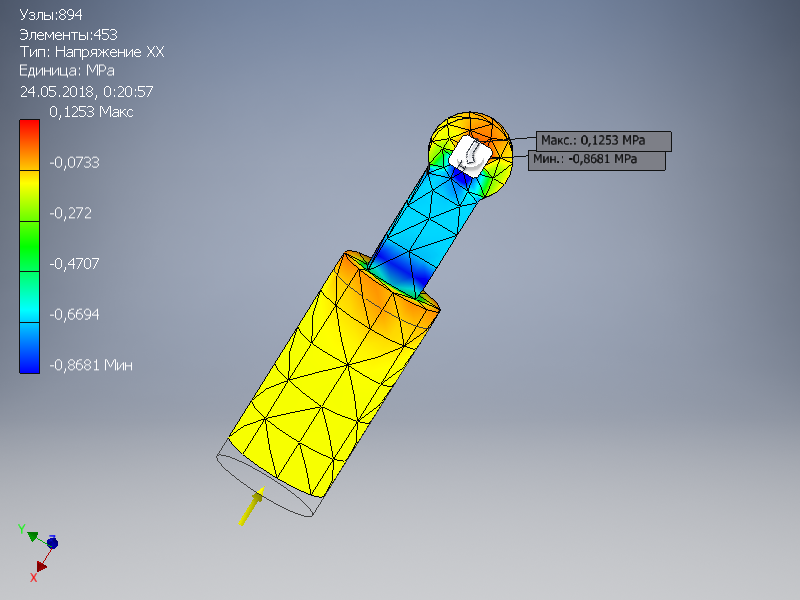 Узлы:894
Элементы:453
Тип: Напряжение XX
Единица: MPa
24.05.2018, 0:20:57
0,1253 Макс
-0,0733
-0,272
-0,4707
-0,6694
-0,8681 Мин
Макс.: 0,1253 MPa
Мин.: -0,8681 MPa
Y
Z
X